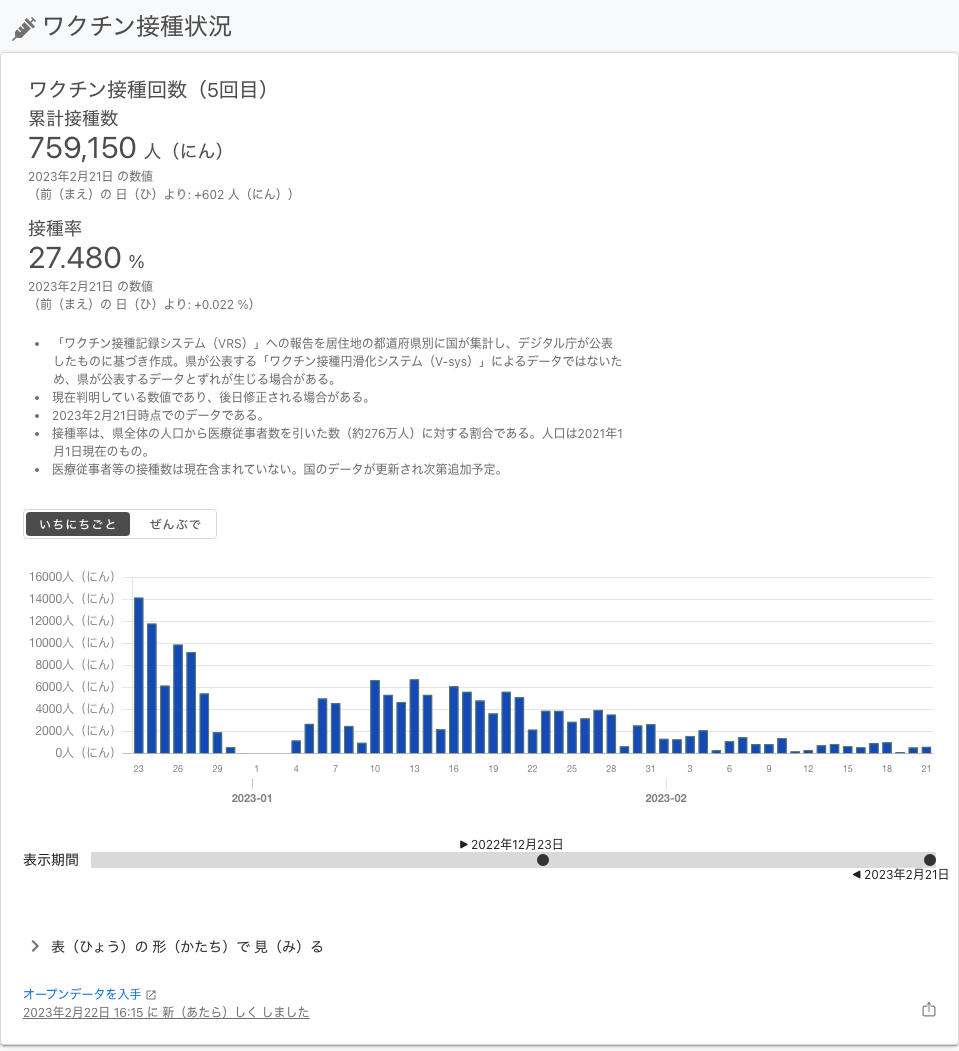 ワクチン接種状況
ワクチン接種回数（5回目）
累計接種数
759,150 人（にん）
2023年2月21日 の数値
（前（まえ）の 日（ひ）より: +602 人（にん））
接種率
27.480 %
2023年2月21日 の数値
（前（まえ）の 日（ひ）より: +0.022 %）
• 「ワクチン接種記録システム（VRS）」への報告を居住地の都道府県別に国が集計し、デジタル庁が公表
したものに基づき作成。県が公表する「ワクチン接種円滑化システム（V-sys）」によるデータではないた
め、県が公表するデータとずれが生じる場合がある。
• 現在判明している数値であり、後日修正される場合がある。
• 2023年2月21日時点でのデータである。
• 接種率は、県全体の人口から医療従事者数を引いた数（約276万人）に対する割合である。人口は2021年1
月1日現在のもの。
• 医療従事者等の接種数は現在含まれていない。国のデータが更新され次第追加予定。
いちにちごと ぜんぶで
16000人（にん）
14000人（にん）
12000人（にん）
10000人（にん）
8000人（にん）
6000人（にん）
4000人（にん）
2000人（にん）
0人（にん）
23 26 29 1 4 7 10 13 16 19 22 25 28 31 3 6 9 12 15 18 21
2023-01 2023-02
▶ 2022年12月23日
表示期間
◀ 2023年2月21日
表（ひょう）の 形（かたち）で 見（み）る
オープンデータを入手
2023年2月22日 16:15 に 新（あたら）しく しました